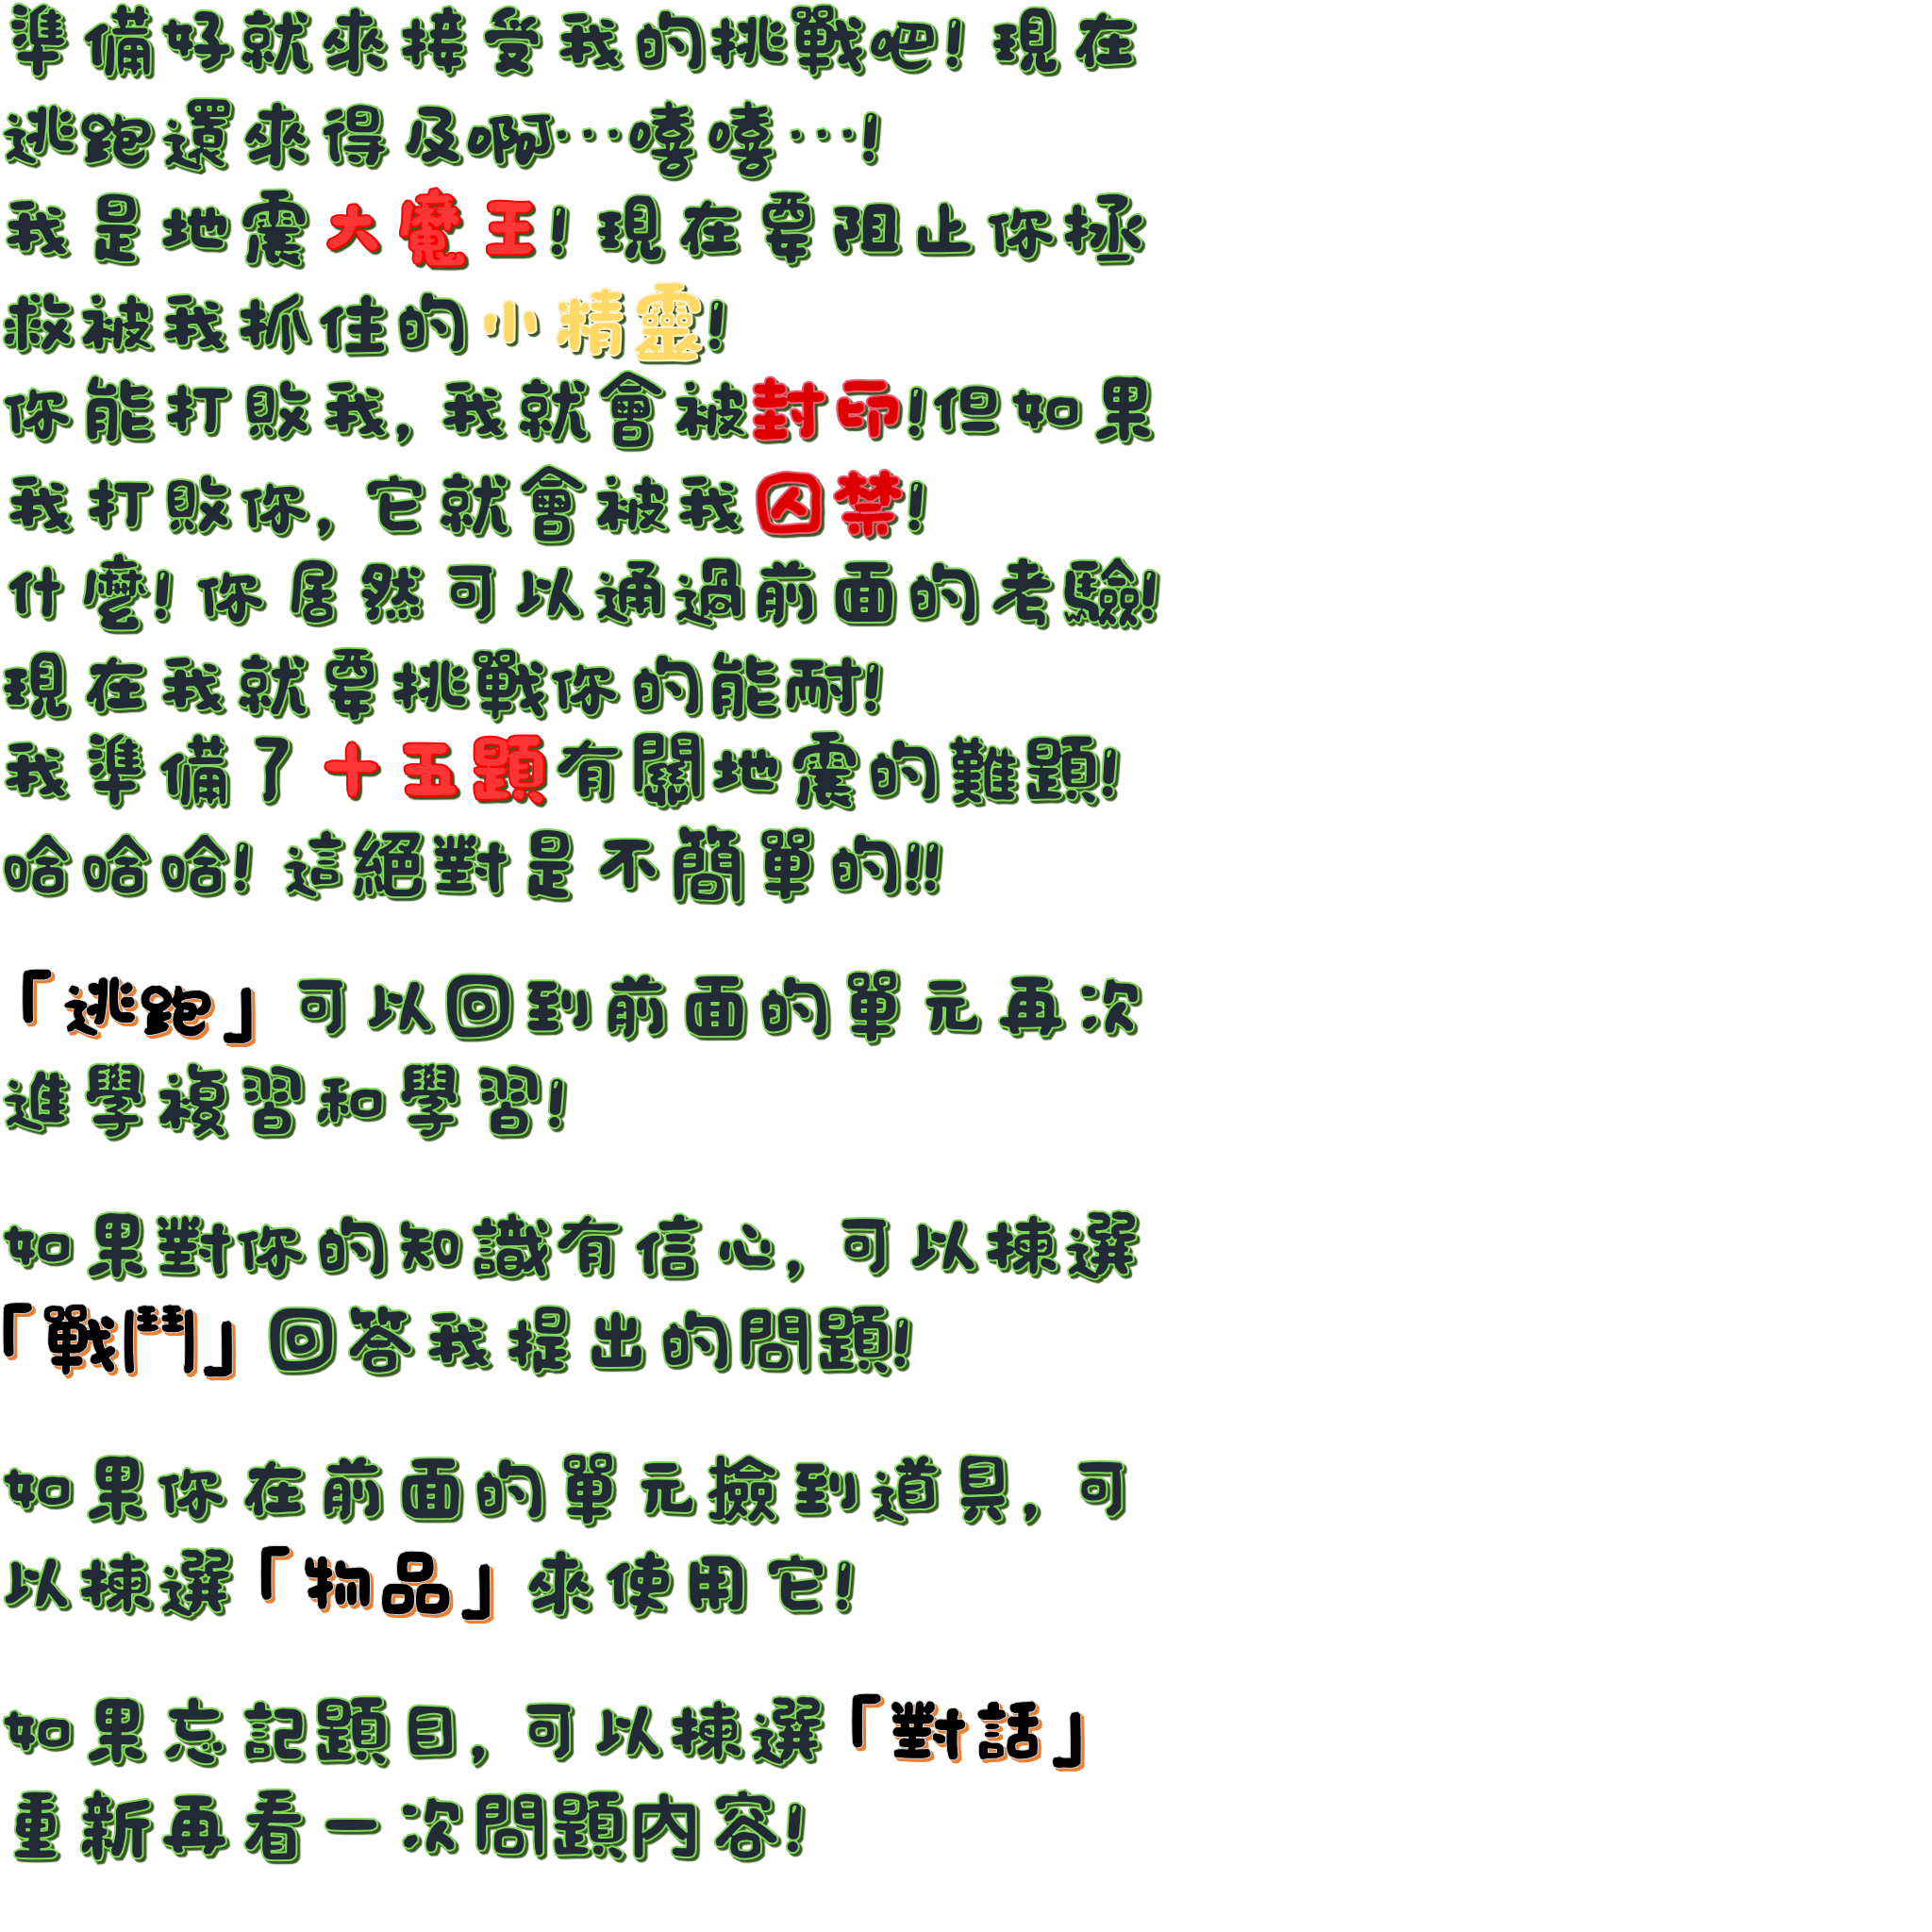 準備好就來接受我的挑戰吧!現在
逃跑還來得及啊…嘻嘻…!
我是地震大魔王!現在要阻止你拯
救被我抓住的小精靈!
你能打敗我,我就會被封印!但如果
我打敗你,它就會被我囚禁!
什麼!你居然可以通過前面的考驗!
現在我就要挑戰你的能耐!
我準備了十五題有關地震的難題!
哈哈哈!這絕對是不簡單的!!
「逃跑」可以回到前面的單元再次
進學複習和學習!
如果對你的知識有信心,可以揀選
「戰鬥」回答我提出的問題!
如果你在前面的單元撿到道具,可
以揀選「物品」來使用它!
如果忘記題目,可以揀選「對話」
重新再看一次問題內容!